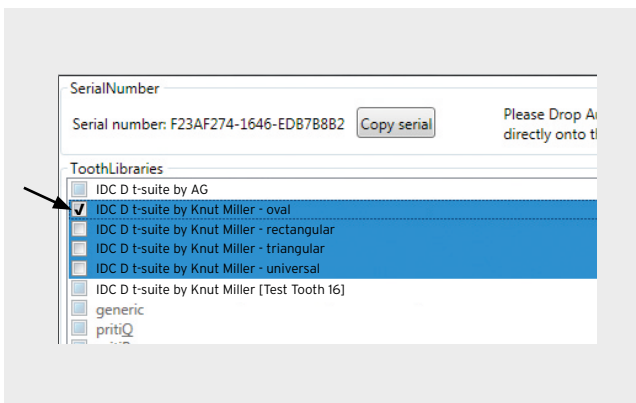 SerialNumber
Serial number: F23AF274-1646-EDB7B8B2 Copy serial
Please Drop A
directly onto t
ToothLibraries
IDC D t-suite by AG
IDC D t-suite by Knut Miller - oval
IDC D t-suite by Knut Miller - rectangular
IDC D t-suite by Knut Miller - triangular
IDC D t-suite by Knut Miller - universal
IDC D t-suite by Knut Miller [Test Tooth 16]
generic
pritiQ